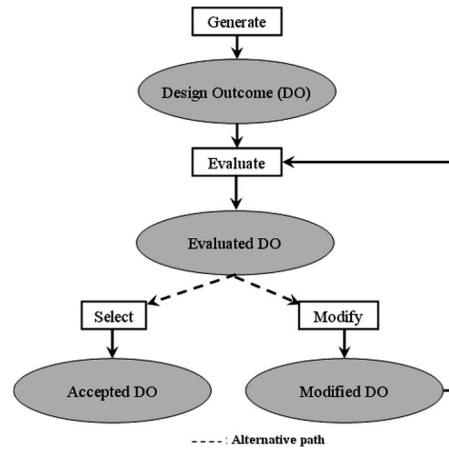 Generate
Design Outcome (DO)
Evaluate
Evaluated DO
Select
Modify
Accepted DO
Modified DO
: Alternative path